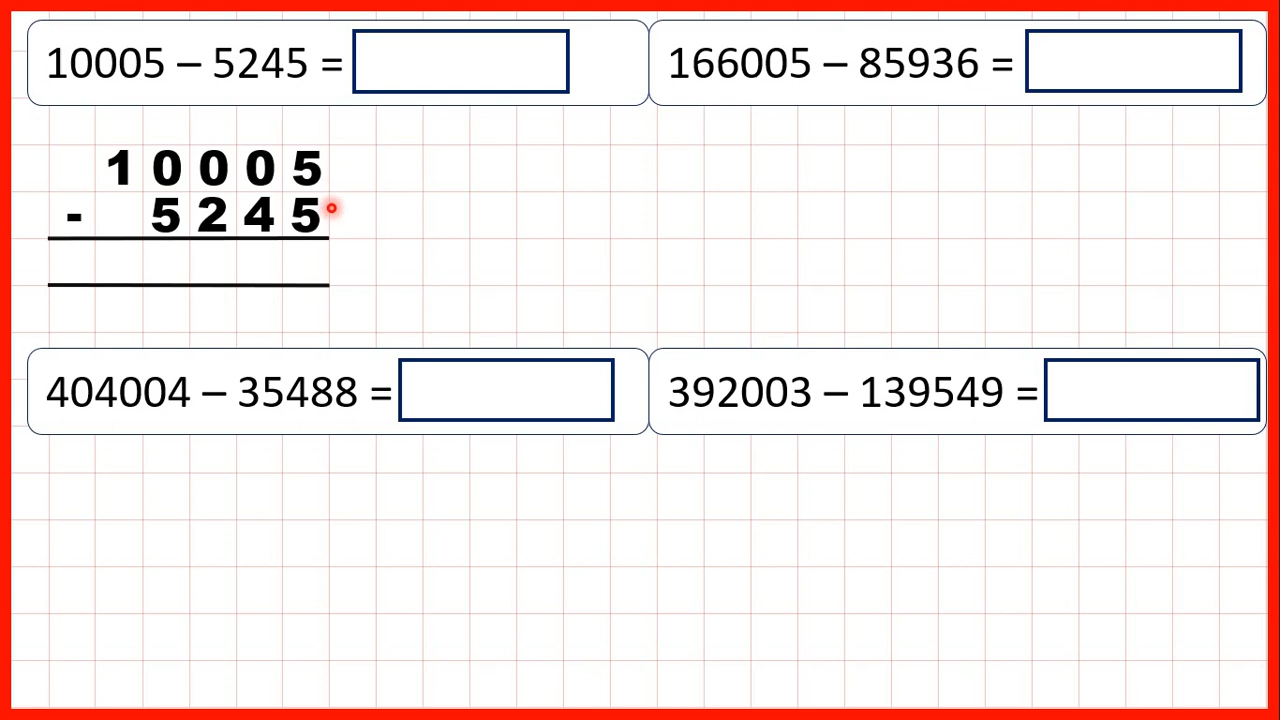 10005 – 5245 =
166005 – 85936 =
1 0 0 0 5
- 5 2 4 5
404004 – 35488 =
392003 – 139549 =